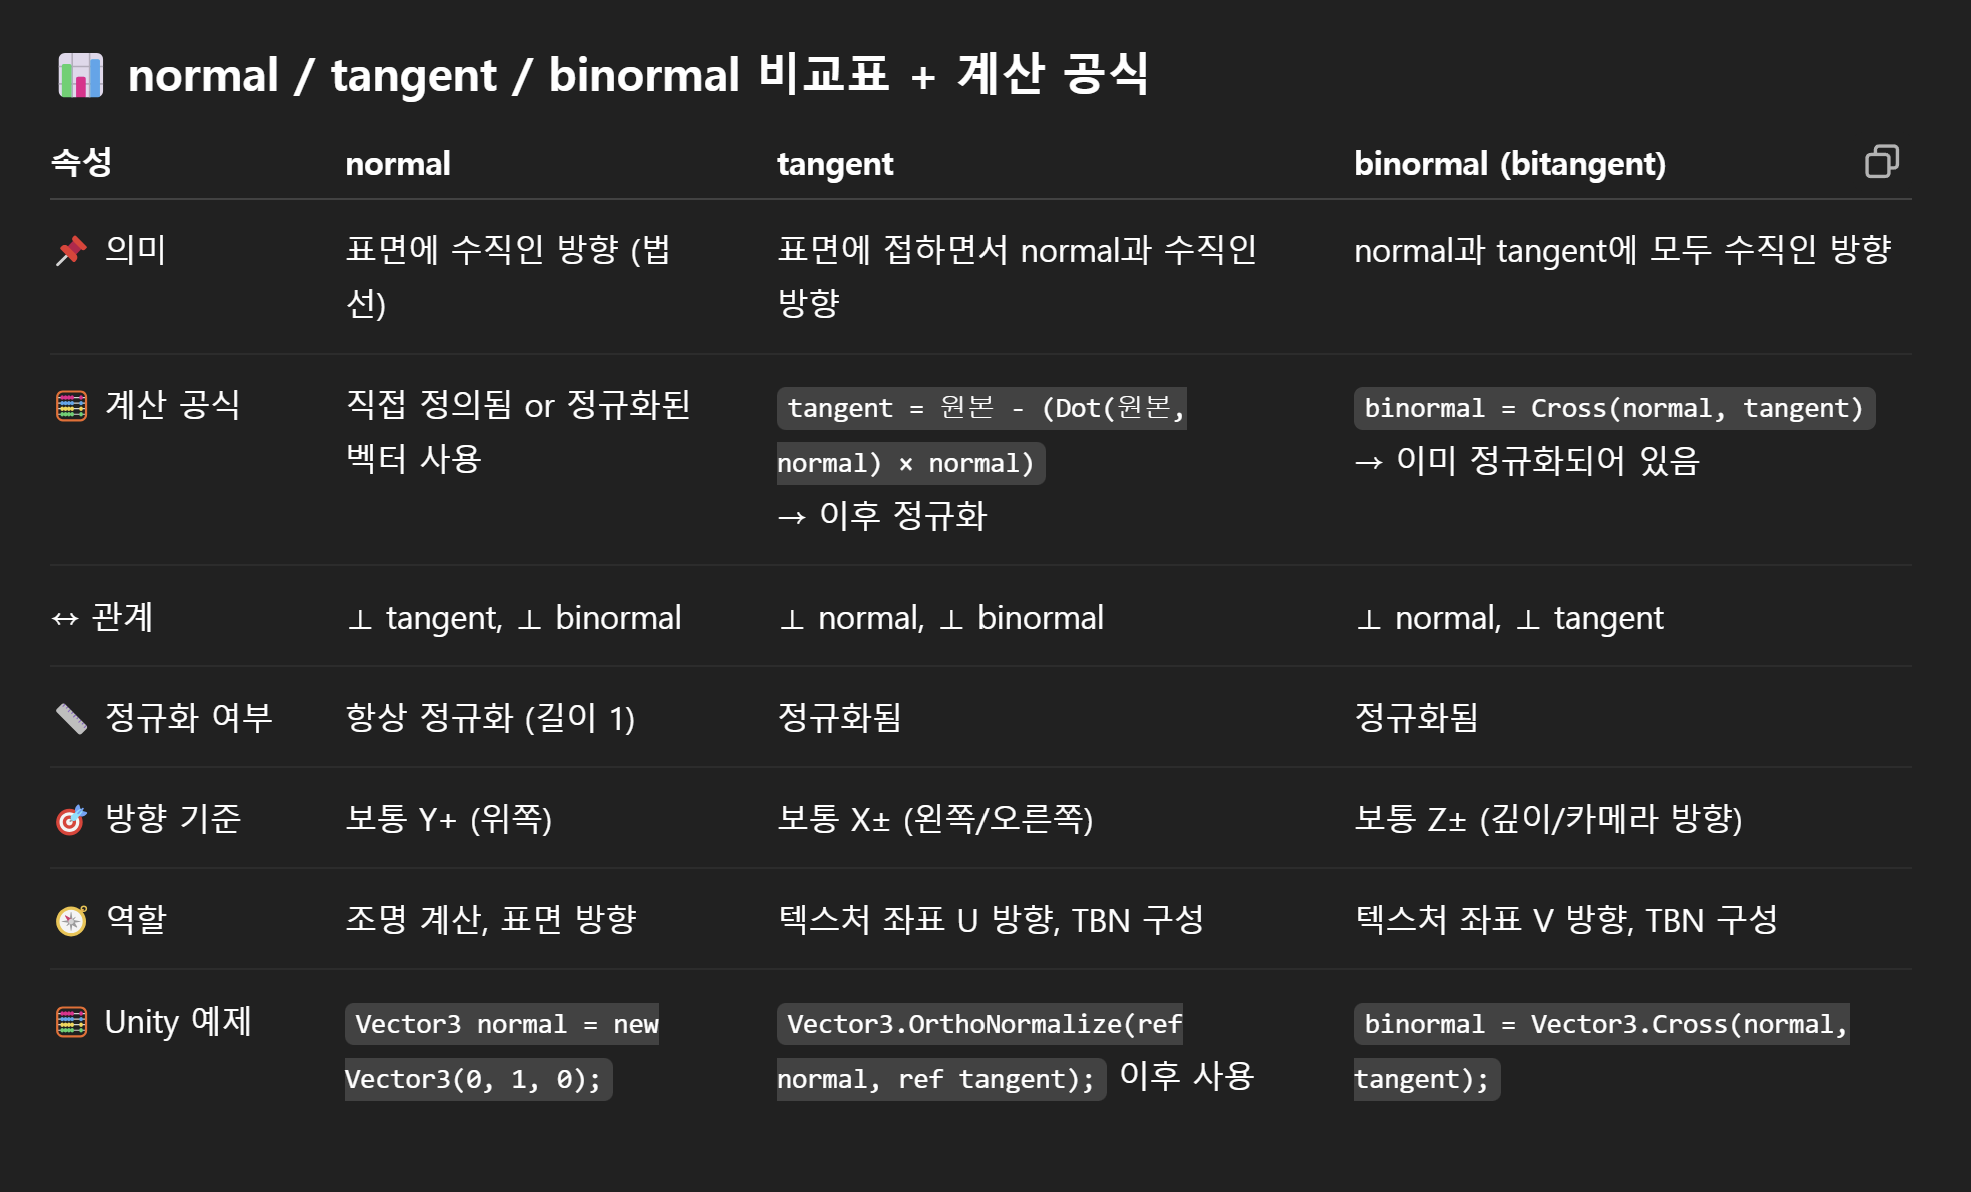 📊 normal / tangent / binormal 비교표 + 계산 공식
속성 normal tangent binormal (bitangent)
📌 의미 표면에 수직인 방향 (법 표면에 접하면서 normal과 수직인 normal과 tangent에 모두 수직인 방향
선) 방향
🧮 계산 공식 직접 정의됨 or 정규화된 tangent = 원본 - (Dot(원본, binormal = Cross(normal, tangent)
벡터 사용 normal) × normal) → 이미 정규화되어 있음
→ 이후 정규화
↔ 관계 ⊥ tangent, ⊥ binormal ⊥ normal, ⊥ binormal ⊥ normal, ⊥ tangent
📏 정규화 여부 항상 정규화 (길이 1) 정규화됨 정규화됨
🎯 방향 기준 보통 Y+ (위쪽) 보통 X± (왼쪽/오른쪽) 보통 Z± (깊이/카메라 방향)
🧭 역할 조명 계산, 표면 방향 텍스처 좌표 U 방향, TBN 구성 텍스처 좌표 V 방향, TBN 구성
🧮 Unity 예제 Vector3 normal = new Vector3.OrthoNormalize(ref binormal = Vector3.Cross(normal,
Vector3(0, 1, 0); normal, ref tangent); 이후 사용 tangent);